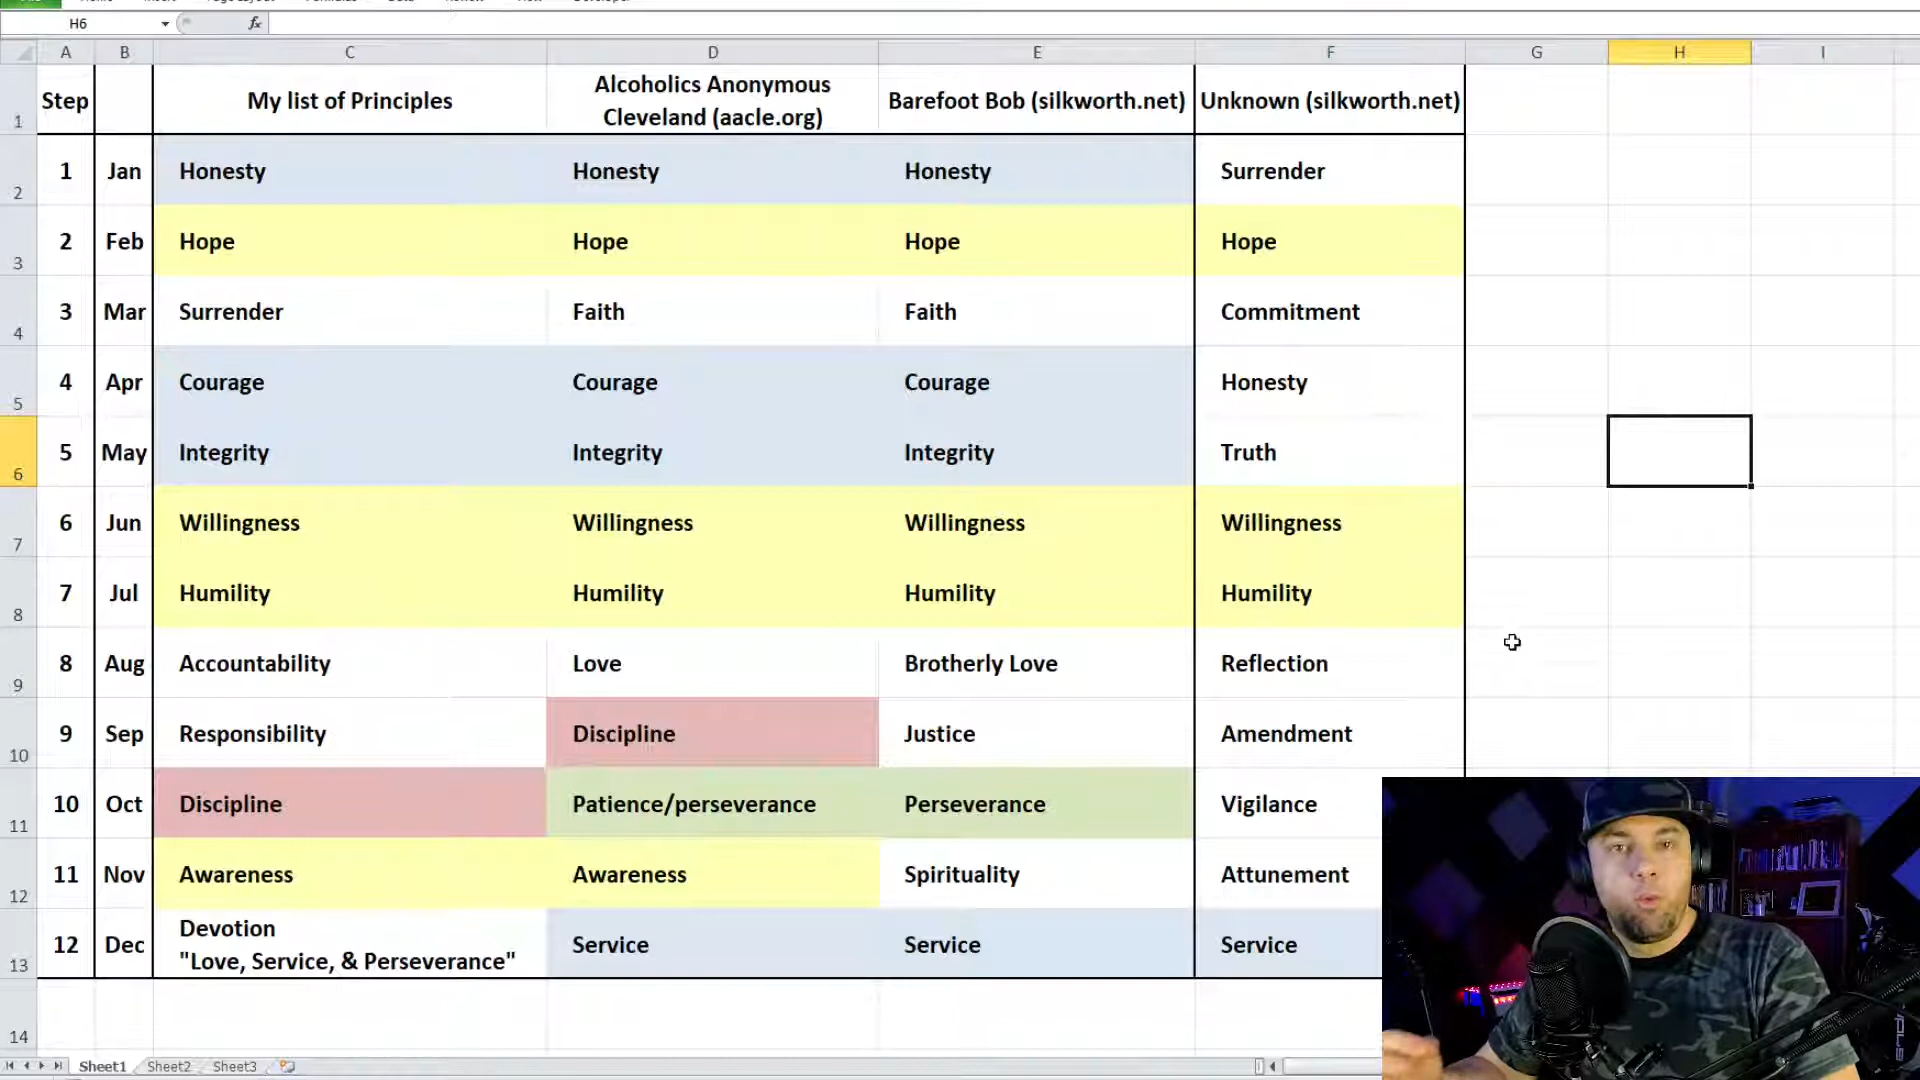 H6
fx
A B C D E F G H I
Step My list of Principles Alcoholics Anonymous Barefoot Bob (silkworth.net) Unknown (silkworth.net)
Cleveland (aacle.org)
1
1 Jan Honesty Honesty Honesty Surrender
2
2 Feb Hope Hope Hope Hope
3
3 Mar Surrender Faith Faith Commitment
4
4 Apr Courage Courage Courage Honesty
5
5 May Integrity Integrity Integrity Truth
6
6 Jun Willingness Willingness Willingness Willingness
7
7 Jul Humility Humility Humility Humility
8
8 Aug Accountability Love Brotherly Love Reflection
9
9 Sep Responsibility Discipline Justice Amendment
10
10 Oct Discipline Patience/perseverance Perseverance Vigilance
11
11 Nov Awareness Awareness Spirituality Attunement
12
12 Dec Devotion Service Service Service
"Love, Service, & Perseverance"
13
14
Sheet1 Sheet2 Sheet3